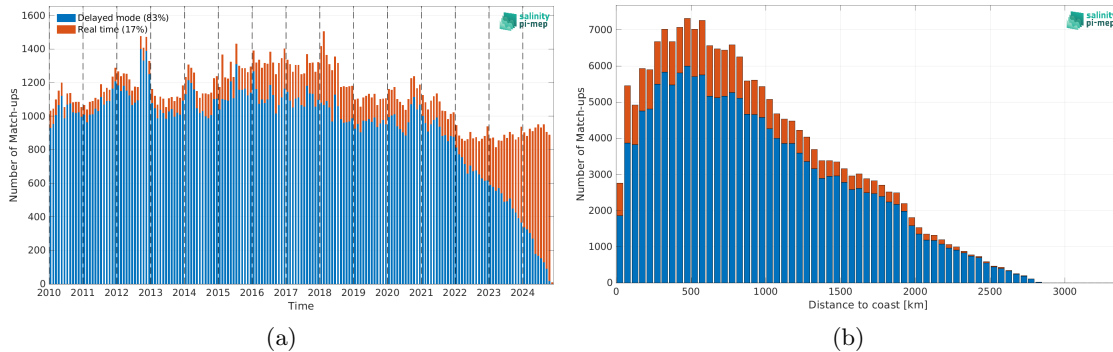 Delayed mode (83%)
Real time (17%)
salinity
pi-mep
Number of Match-ups
1600
1400
1200
1000
800
600
400
200
0
2010 2011 2012 2013 2014 2015 2016 2017 2018 2019 2020 2021 2022 2023 2024
Time
(a)
salinity
pi-mep
Number of Match-ups
7000
6000
5000
4000
3000
2000
1000
0
0 500 1000 1500 2000 2500 3000
Distance to coast [km]
(b)